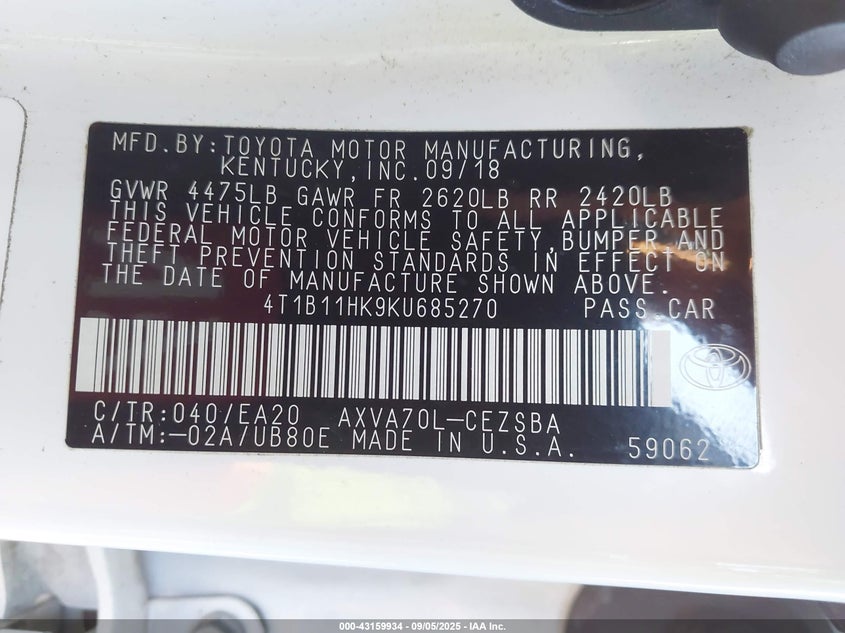 MFD.BY:TOYOTA MOTOR MANUFACTURING,
KENTUCKY,INC.09/18
GVWR 4475LB GAWR FR 2620LB RR 2420LB
THIS VEHICLE CONFORMS TO ALL APPLICABLE
FEDERAL MOTOR VEHICLE SAFETY,BUMPER,AND
THEFT PREVENTION STANDARDS IN EFFECT ON
THE DATE OF MANUFACTURE SHOWN ABOVE.
4T1B11HK9KU685270 PASS.CAR
C/TR:040/EA20 AXVA70L-CEZSBA
A/TM:-02A/UB80E MADE IN U.S.A. 59062
000-43159934 - 09/05/2025 - IAA Inc.